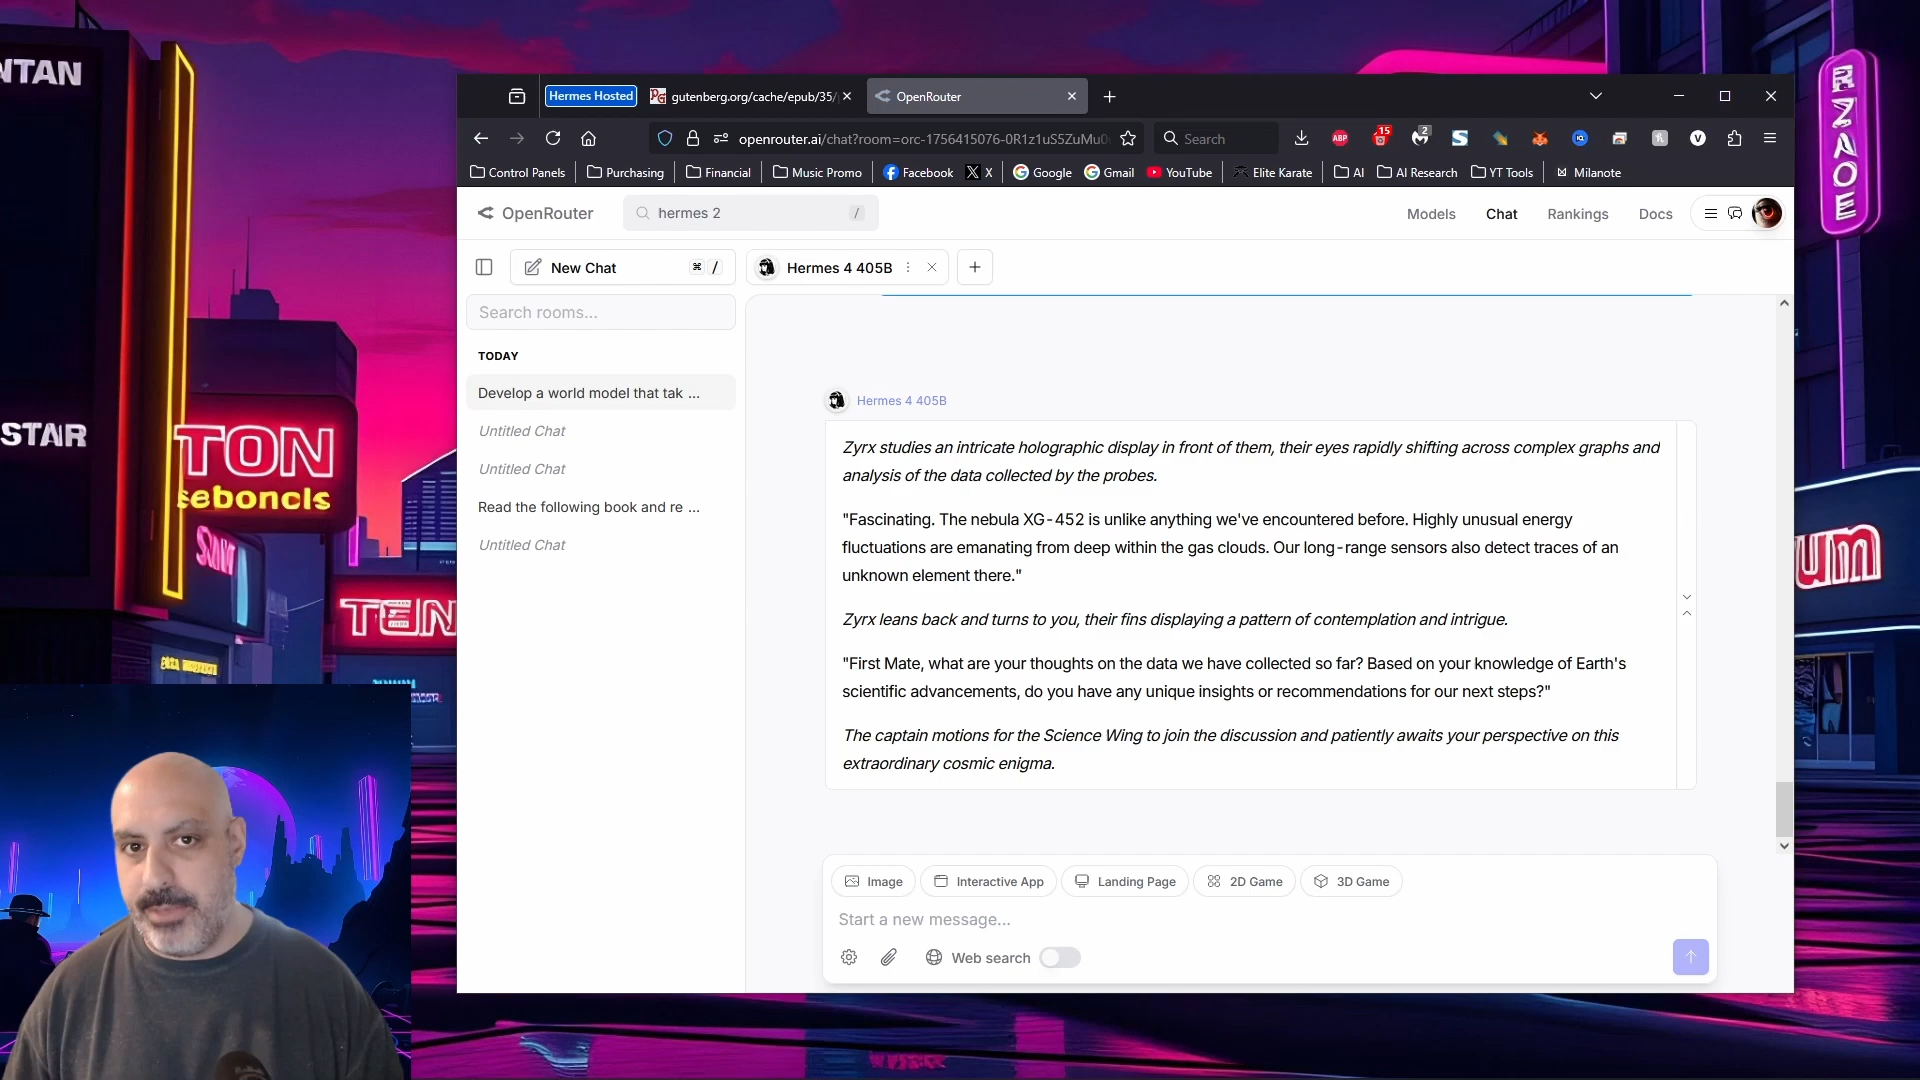 NTAN
STAR
TON
seboncls
TEN
um
Hermes Hosted
gutenberg.org/cache/epub/35/
OpenRouter
openrouter.ai/chat?room=orc-1756415076-0R1z1uS5ZuMu0
Search
ABP
15
2
Control Panels
Purchasing
Financial
Music Promo
Facebook
X
Google
Gmail
YouTube
Elite Karate
AI
AI Research
YT Tools
Milanote
OpenRouter
hermes 2
/
Models
Chat
Rankings
Docs
New Chat
⌘ /
Hermes 4 405B
Search rooms...
TODAY
Develop a world model that tak ...
Untitled Chat
Untitled Chat
Read the following book and re ...
Untitled Chat
Hermes 4 405B
Zyrx studies an intricate holographic display in front of them, their eyes rapidly shifting across complex graphs and
analysis of the data collected by the probes.
"Fascinating. The nebula XG-452 is unlike anything we've encountered before. Highly unusual energy
fluctuations are emanating from deep within the gas clouds. Our long-range sensors also detect traces of an
unknown element there."
Zyrx leans back and turns to you, their fins displaying a pattern of contemplation and intrigue.
"First Mate, what are your thoughts on the data we have collected so far? Based on your knowledge of Earth's
scientific advancements, do you have any unique insights or recommendations for our next steps?"
The captain motions for the Science Wing to join the discussion and patiently awaits your perspective on this
extraordinary cosmic enigma.
Image
Interactive App
Landing Page
2D Game
3D Game
Start a new message...
Web search